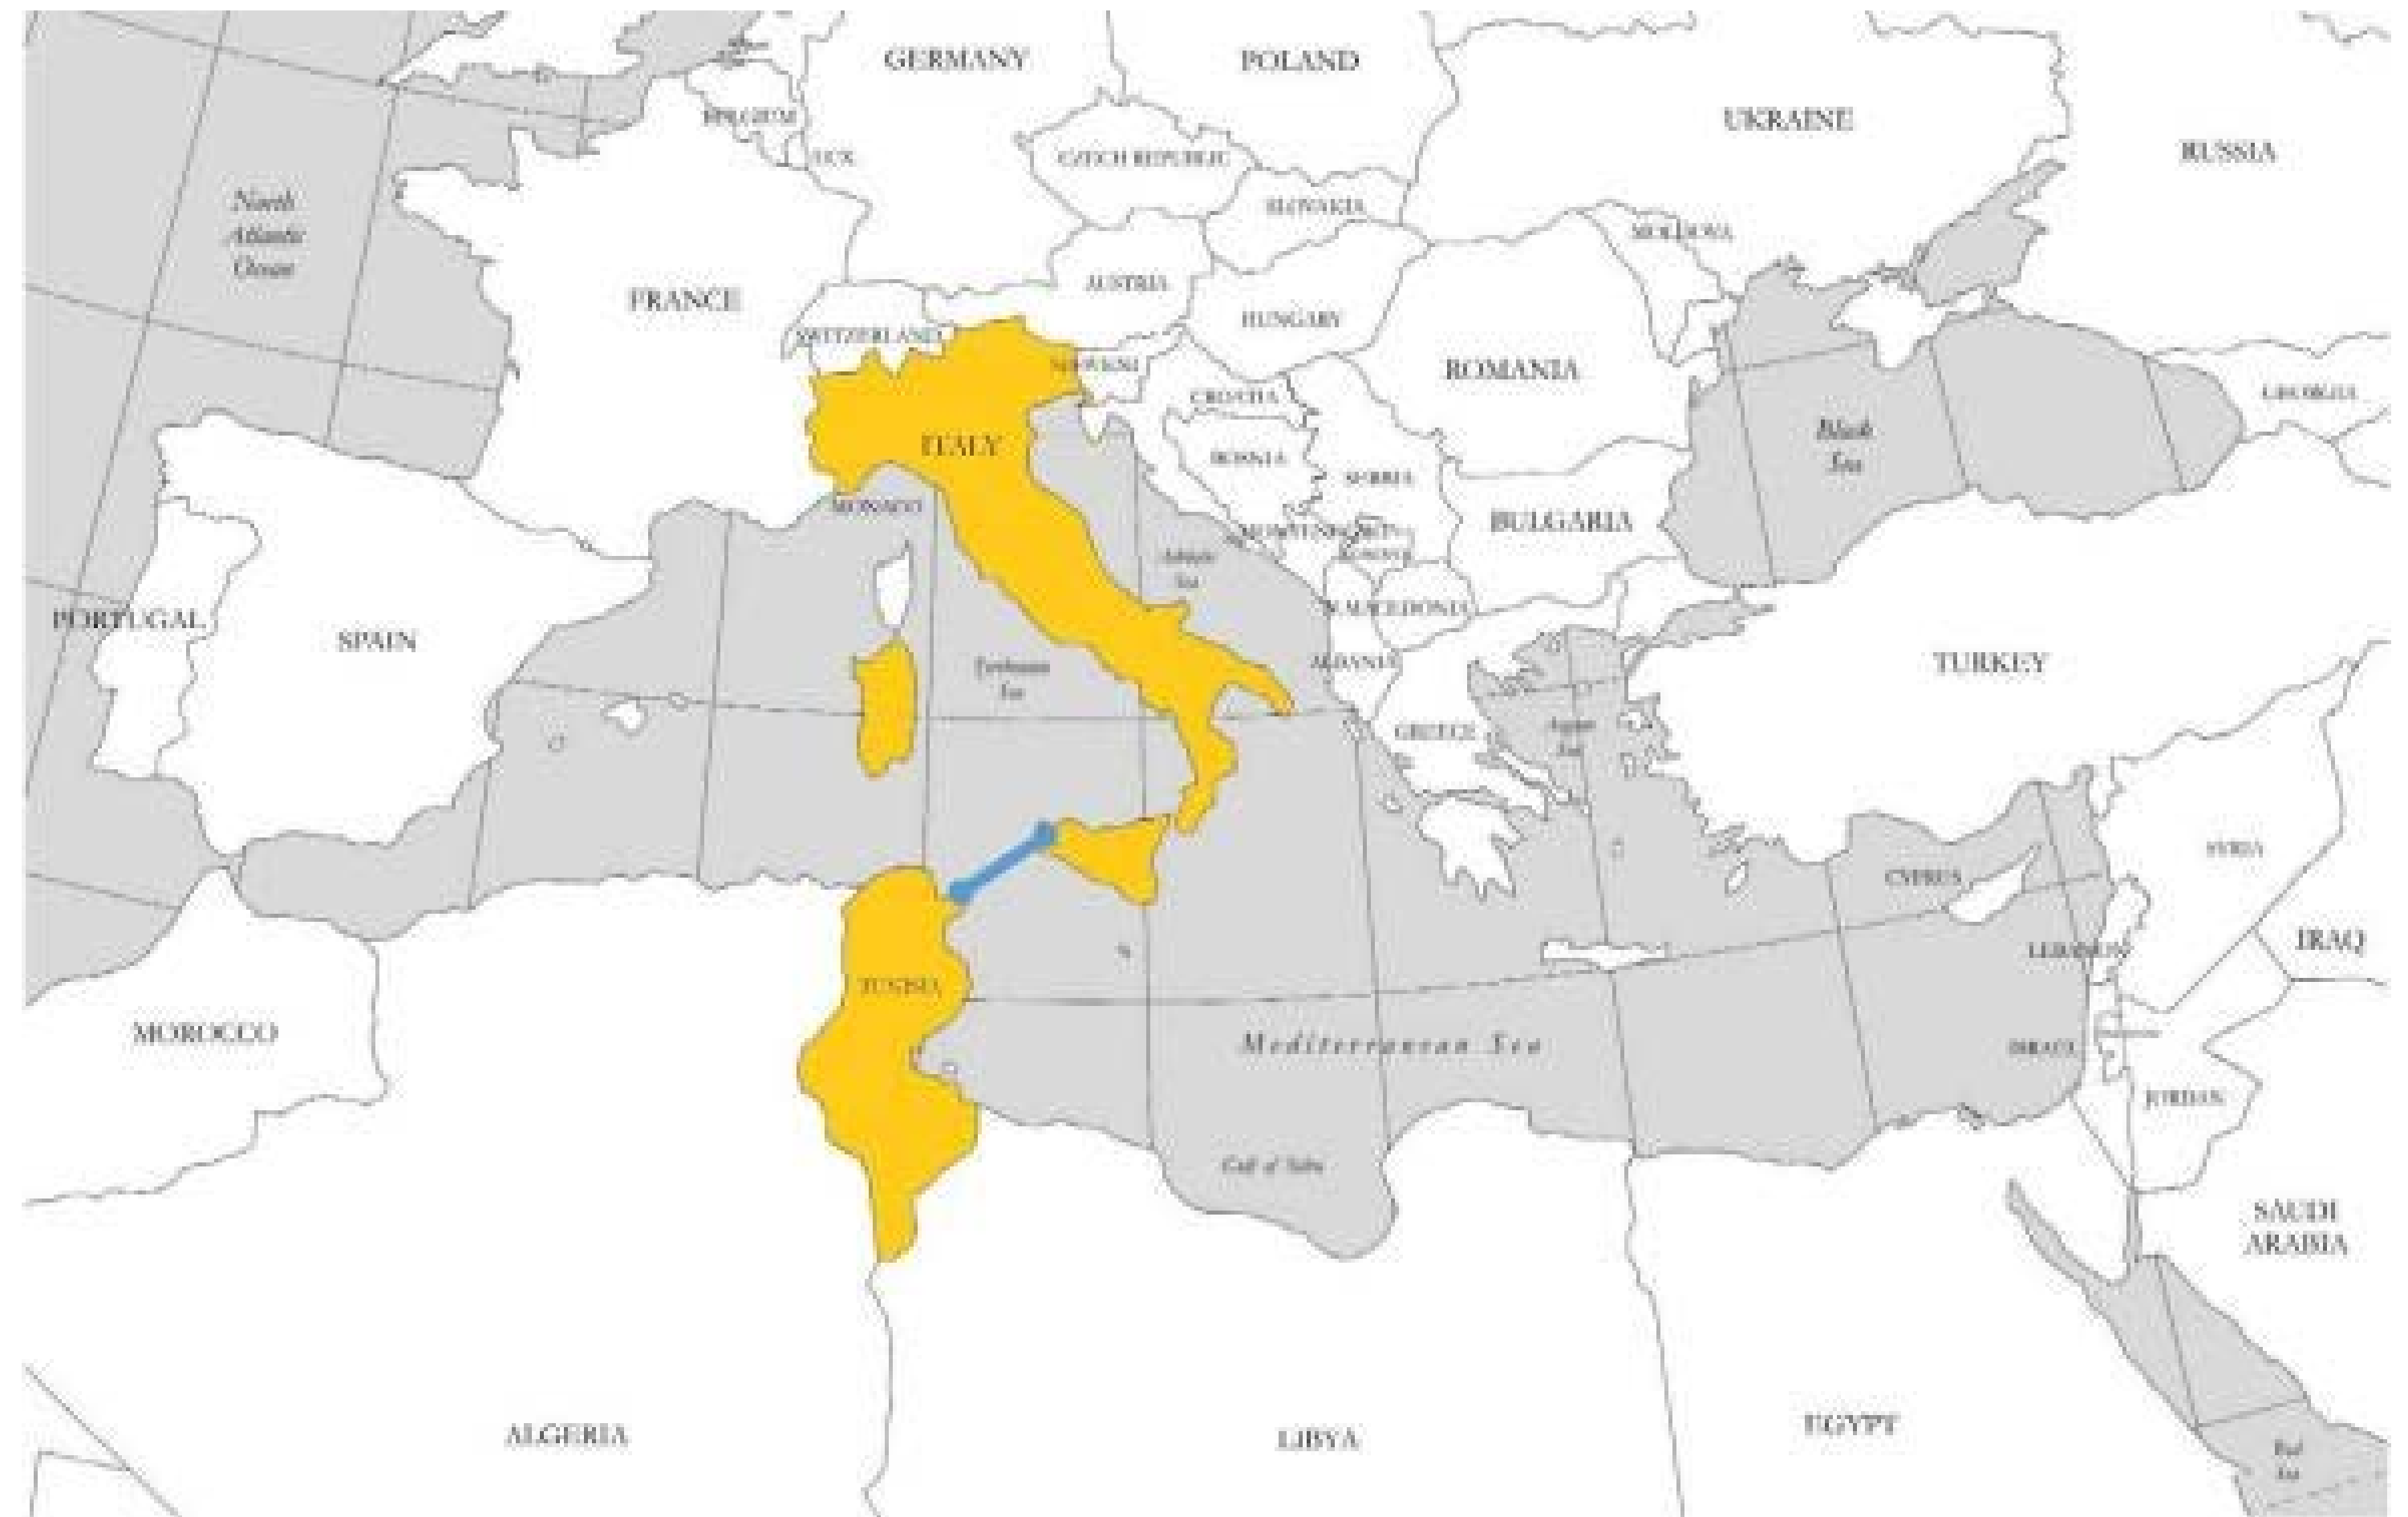 GERMANY
POLAND
UKRAINE
RUSSIA
BELGIUM
LUX
CZECH REPUBLIC
SLOVAKIA
MOLDOVA
North
Atlantic
Ocean
FRANCE
AUSTRIA
SWITZERLAND
HUNGARY
ROMANIA
CROATIA
GEORGIA
ITALY
BOSNIA
SERBIA
Black
Sea
MONACO
BULGARIA
Adriatic
Sea
MACEDONIA
PORTUGAL
SPAIN
Tyrrhenian
Sea
ALBANIA
TURKEY
GREECE
Aegean
Sea
SYRIA
CYPRUS
IRAQ
LEBANON
TUNISIA
MOROCCO
Mediterranean Sea
ISRAEL
JORDAN
Gulf of Sidra
SAUDI
ARABIA
ALGERIA
LIBYA
EGYPT
Red
Sea